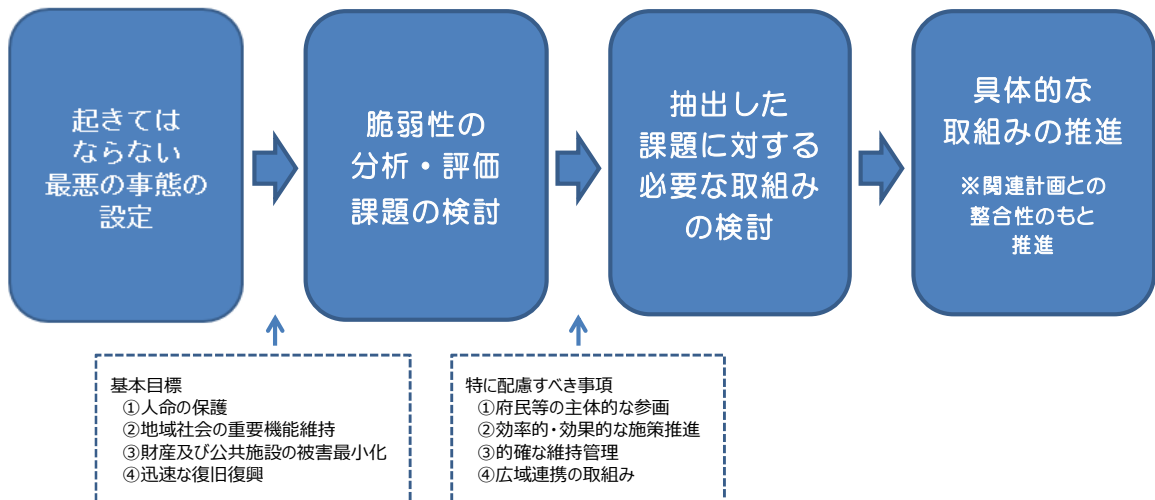 起きては
ならない
最悪の事態の
設定
脆弱性の
分析・評価
課題の検討
抽出した
課題に対する
必要な取組み
の検討
具体的な
取組みの推進
※関連計画との
整合性のもと
推進
基本目標
①人命の保護
②地域社会の重要機能維持
③財産及び公共施設の被害最小化
④迅速な復旧復興
特に配慮すべき事項
①府民等の主体的な参画
②効率的・効果的な施策推進
③的確な維持管理
④広域連携の取組み